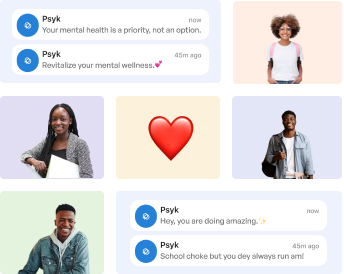 Psyk now
Your mental health is a priority, not an option.
Psyk 45m ago
Revitalize your mental wellness.💕
Psyk now
Hey, you are doing amazing.✨
Psyk 45m ago
School choke but you dey always run am!